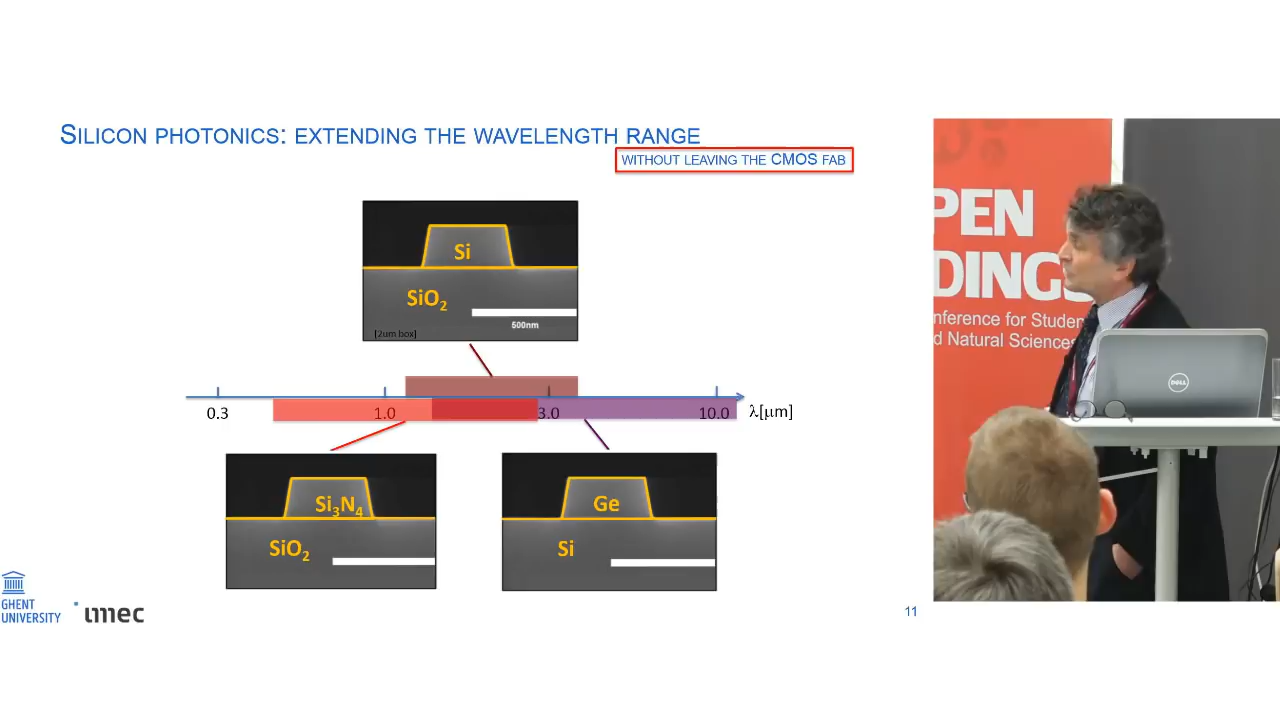 SILICON PHOTONICS: EXTENDING THE WAVELENGTH RANGE
WITHOUT LEAVING THE CMOS FAB
Si
SiO₂
500nm
[2um box]
0.3
1.0
3.0
10.0
λ[μm]
Si₃N₄
SiO₂
Ge
Si
GHENT
UNIVERSITY
imec
11
PEN
DINGS
nference for Studen
d Natural Sciences
DELL